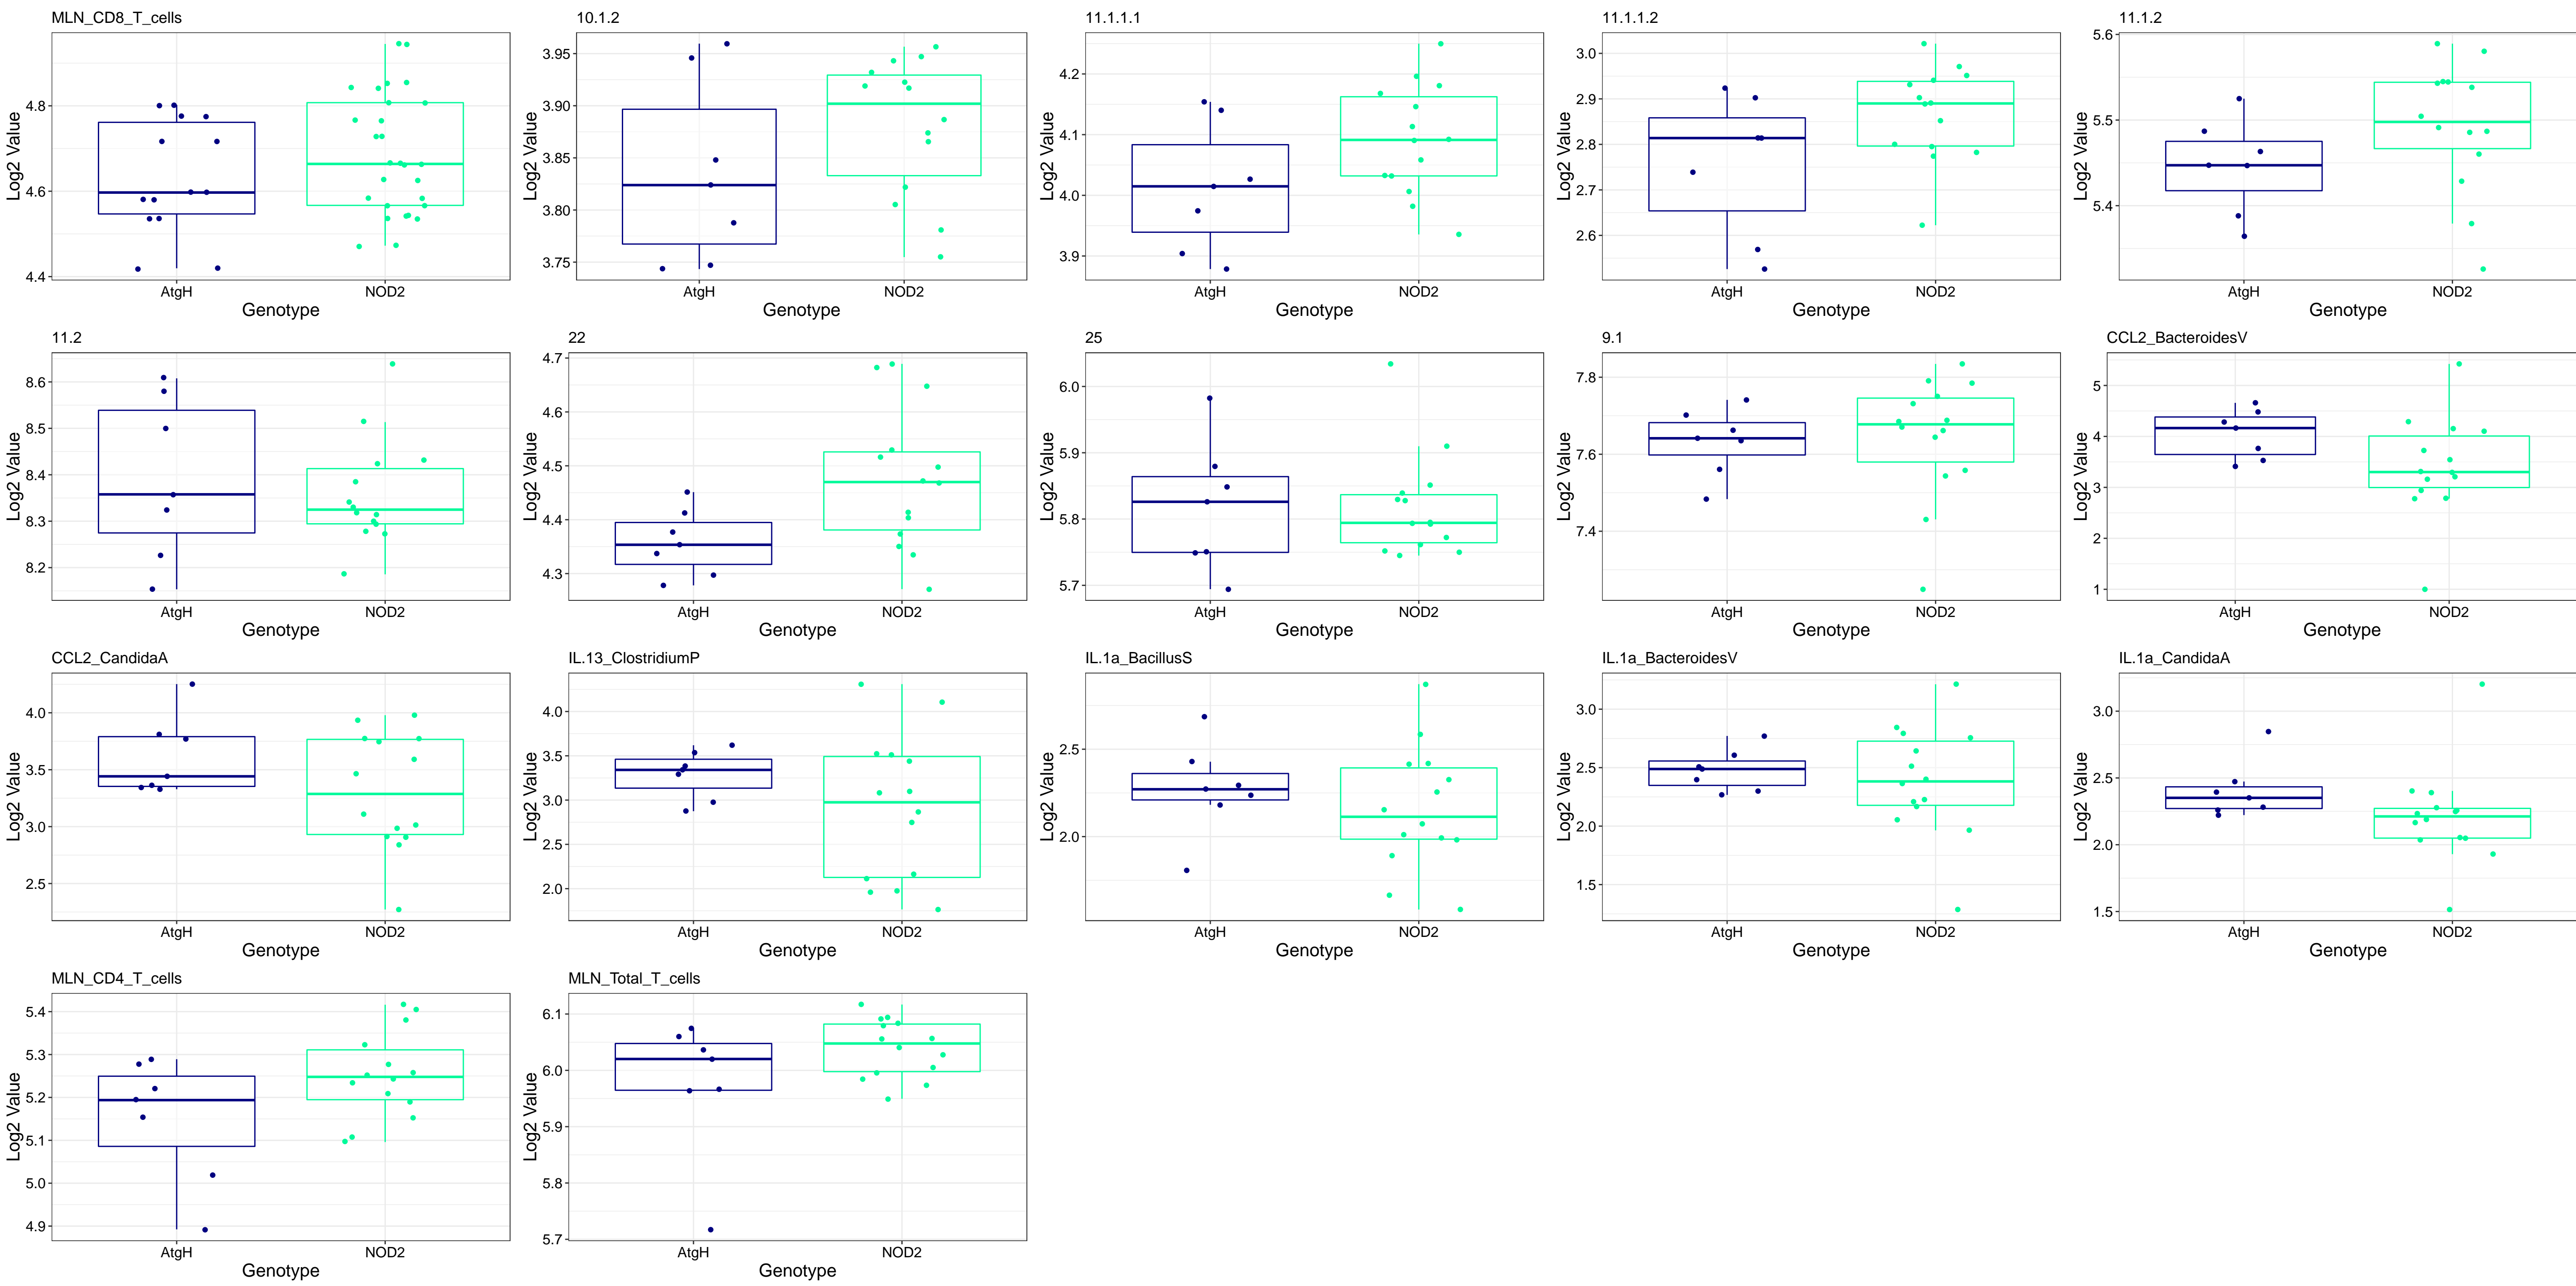 MLN_CD8_T_cells
Log2 Value
4.8
4.6
4.4
AtgH
NOD2
Genotype
10.1.2
Log2 Value
3.95
3.90
3.85
3.80
3.75
AtgH
NOD2
Genotype
11.1.1.1
Log2 Value
4.2
4.1
4.0
3.9
AtgH
NOD2
Genotype
11.1.1.2
Log2 Value
3.0
2.9
2.8
2.7
2.6
AtgH
NOD2
Genotype
11.1.2
Log2 Value
5.6
5.5
5.4
AtgH
NOD2
Genotype
11.2
Log2 Value
8.6
8.5
8.4
8.3
8.2
AtgH
NOD2
Genotype
22
Log2 Value
4.7
4.6
4.5
4.4
4.3
AtgH
NOD2
Genotype
25
Log2 Value
6.0
5.9
5.8
5.7
AtgH
NOD2
Genotype
9.1
Log2 Value
7.8
7.6
7.4
AtgH
NOD2
Genotype
CCL2_BacteroidesV
Log2 Value
5
4
3
2
1
AtgH
NOD2
Genotype
CCL2_CandidaA
Log2 Value
4.0
3.5
3.0
2.5
AtgH
NOD2
Genotype
IL.13_ClostridiumP
Log2 Value
4.0
3.5
3.0
2.5
2.0
AtgH
NOD2
Genotype
IL.1a_BacillusS
Log2 Value
2.5
2.0
AtgH
NOD2
Genotype
IL.1a_BacteroidesV
Log2 Value
3.0
2.5
2.0
1.5
AtgH
NOD2
Genotype
IL.1a_CandidaA
Log2 Value
3.0
2.5
2.0
1.5
AtgH
NOD2
Genotype
MLN_CD4_T_cells
Log2 Value
5.4
5.3
5.2
5.1
5.0
4.9
AtgH
NOD2
Genotype
MLN_Total_T_cells
Log2 Value
6.1
6.0
5.9
5.8
5.7
AtgH
NOD2
Genotype